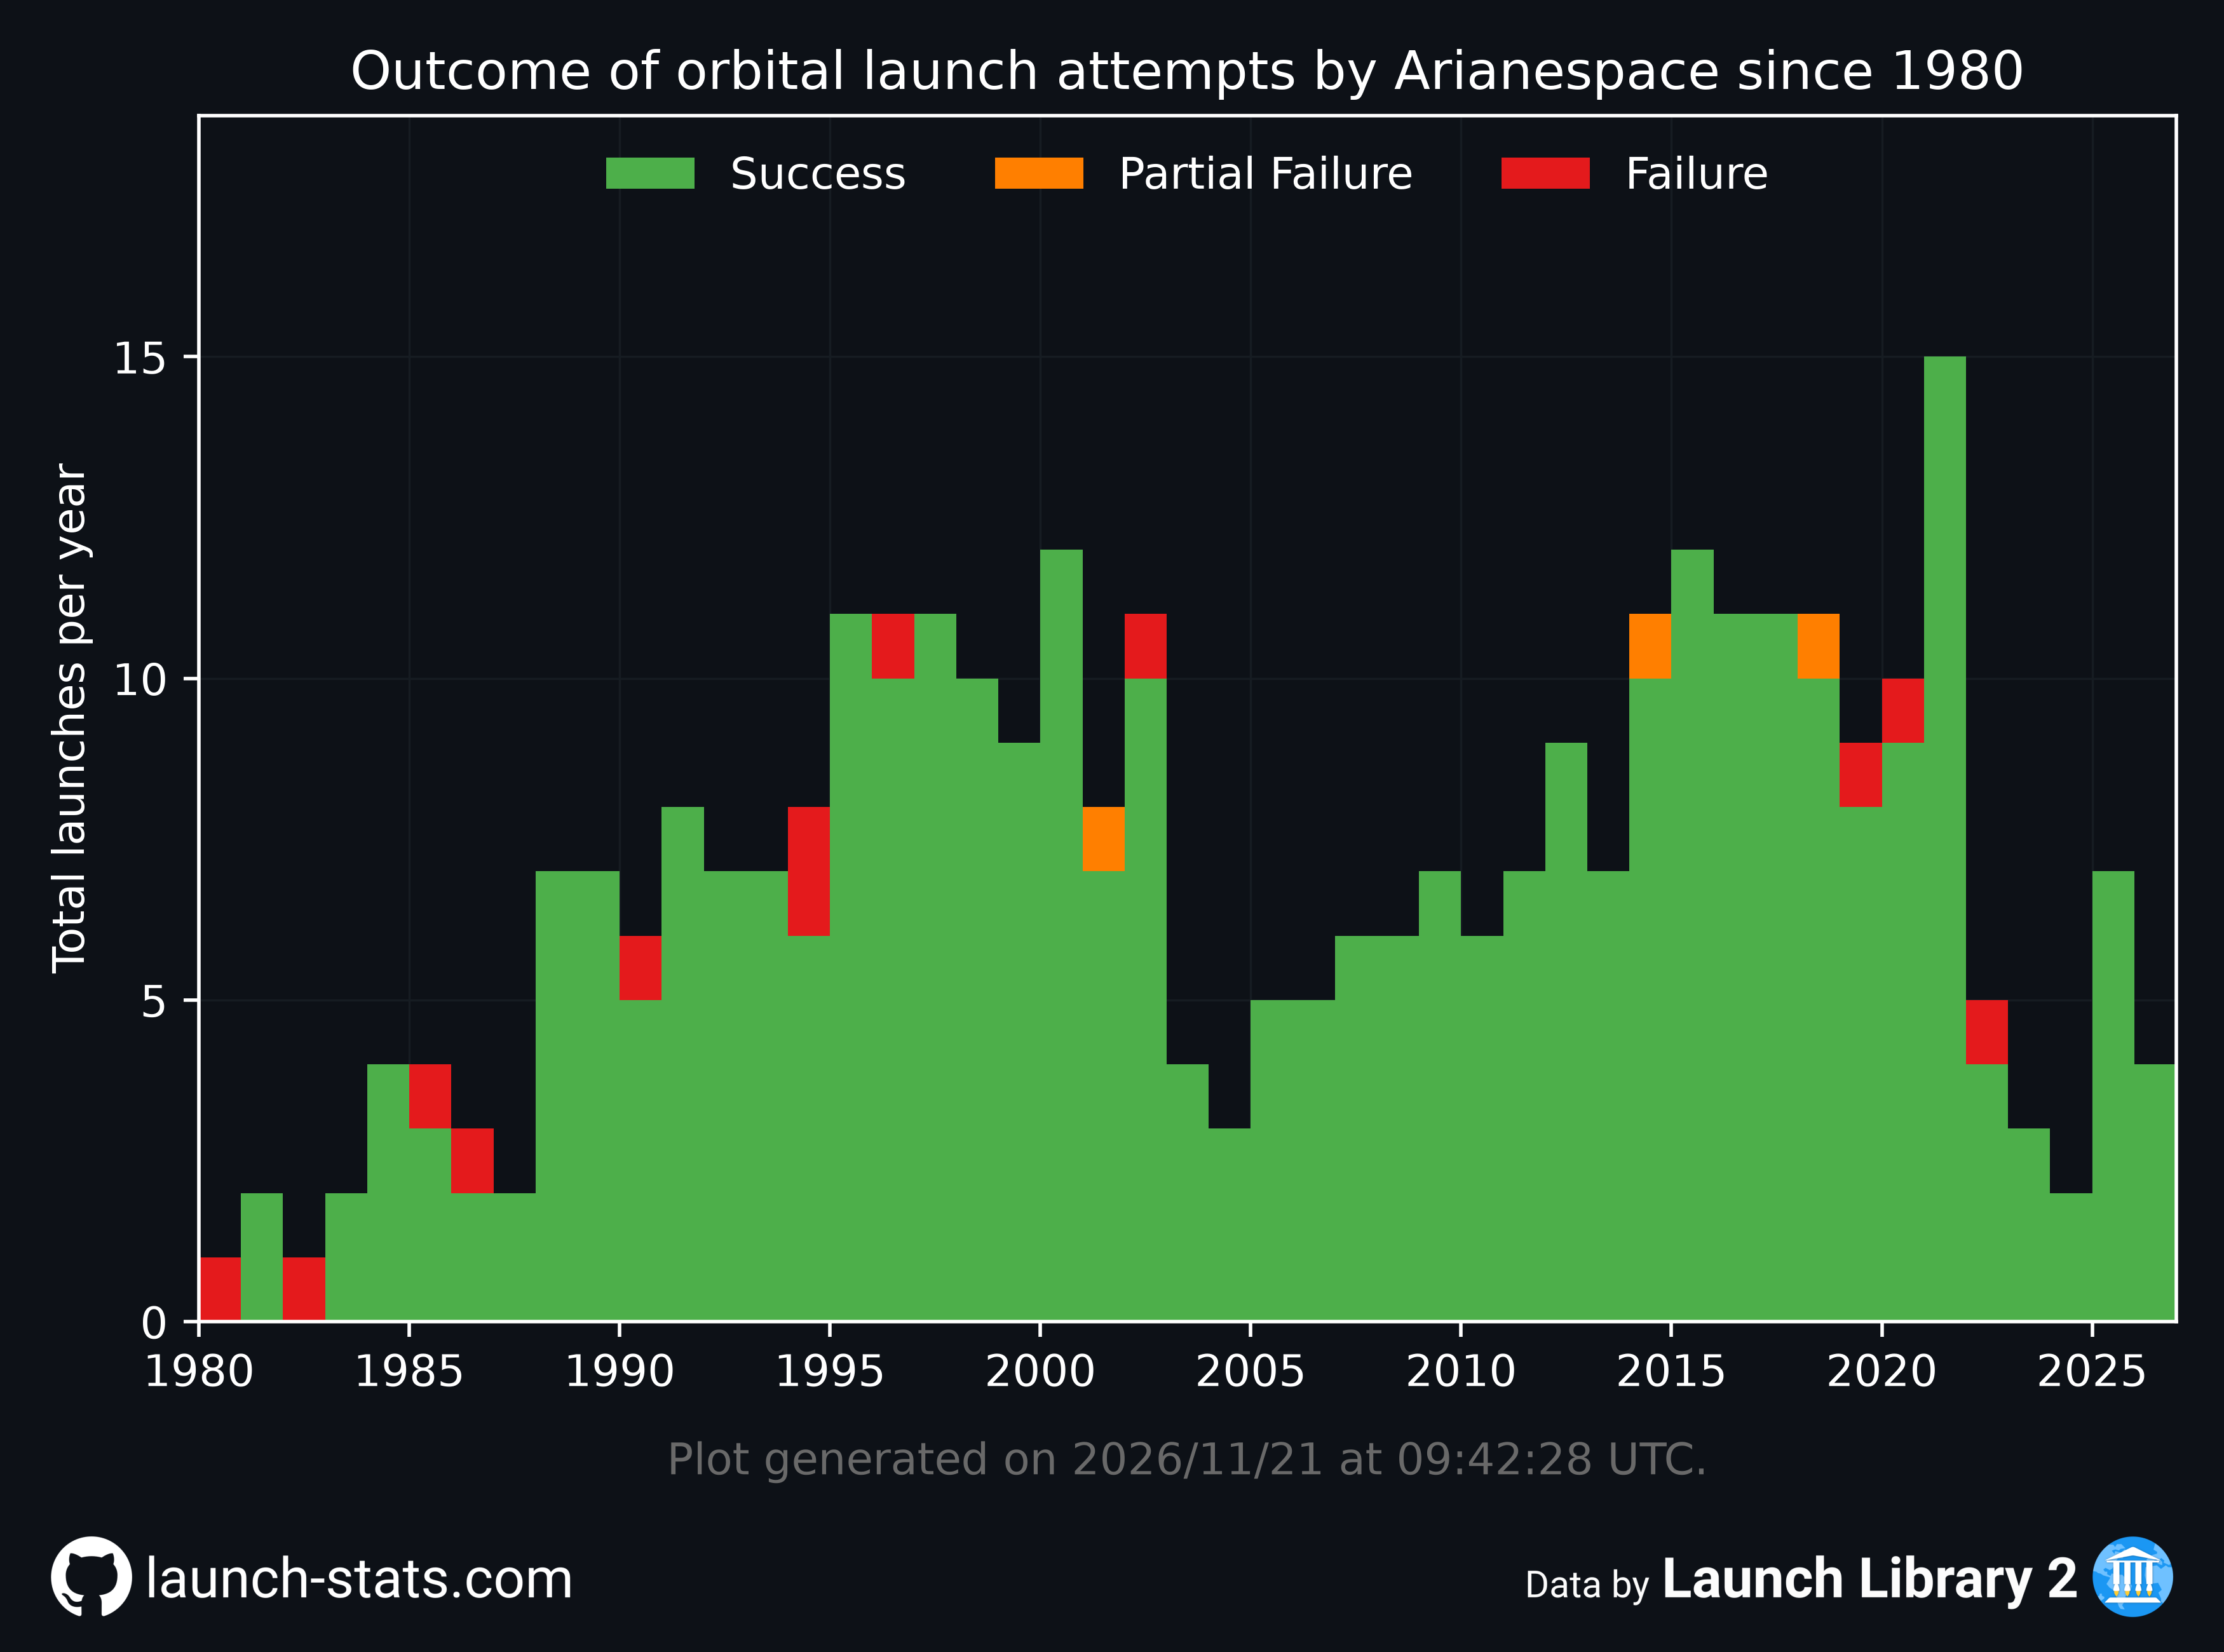 Outcome of orbital launch attempts by Arianespace since 1980
Success Partial Failure Failure
Total launches per year
15
10
5
0
1980 1985 1990 1995 2000 2005 2010 2015 2020 2025
Plot generated on 2026/11/21 at 09:42:28 UTC.
launch-stats.com
Data by Launch Library 2